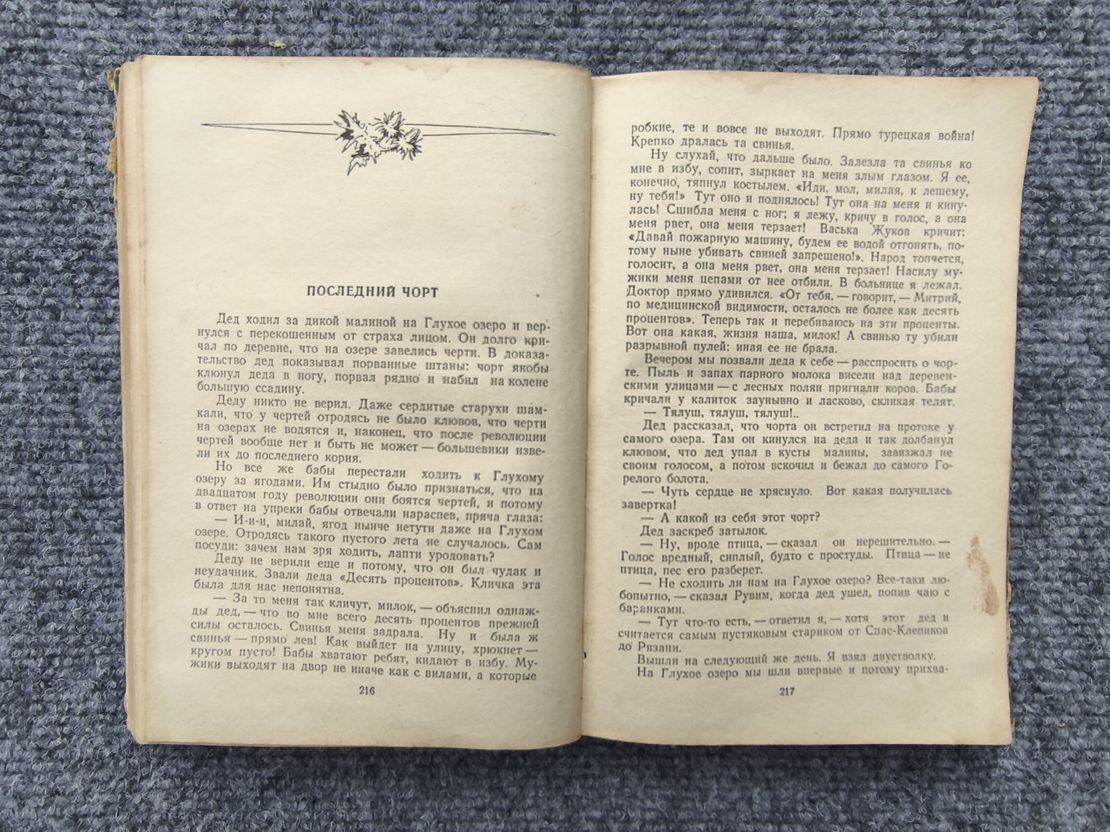 ПОСЛЕДНИЙ ЧОРТ
Дед ходил за дикой малиной на Глухое озеро и вер-
нулся с перекошенным от страха лицом. Он долго кри-
чал по деревне, что на озере завелись черти. В доказа-
тельство дед показывал порванные штаны: чорт якобы
клюнул деда в ногу, порвал рядно и набил на колене
большую ссадину.
Деду никто не верил. Даже сердитые старухи шам-
кали, что у чертей отродясь не было клювов, что черти
на озерах не водятся и, наконец, что после революции
чертей вообще нет и быть не может — большевики изве-
ли их до последнего корня.
Но все же бабы перестали ходить к Глухому
озеру за ягодами. Им стыдно было признаться, что на
двадцатом году революции они боятся чертей, и потому
в ответ на упреки бабы отвечали нараспев, пряча глаза:
— И-и-и, милай, ягод нынче нетути даже на Глухом
озере. Отродясь такого пустого лета не случалось. Сам
посуди: зачем нам зря ходить, лапти уродовать?
Деду не верили еще и потому, что он был чудак и
неудачник. Звали деда «Десять процентов». Кличка эта
была для нас непонятна.
— За то меня так кличут, милок, — объяснил однаж-
ды дед, — что во мне всего десять процентов прежней
силы осталось. Свинья меня задрала. Ну и была ж
свинья — прямо лев! Как выйдет на улицу, хрюкнет —
кругом пусто! Бабы хватают ребят, кидают в избу. Му-
жики выходят на двор не иначе как с вилами, а которые
216
робкие, те и вовсе не выходят. Прямо турецкая война!
Крепко дралась та свинья.
Ну слухай, что дальше было. Залезла та свинья ко
мне в избу, сопит, зыркает на меня злым глазом. Я ее,
конечно, тяпнул костылем. «Иди, мол, милая, к лешему,
ну тебя!» Тут оно и поднялось! Тут она на меня и кину-
лась! Сшибла меня с ног; я лежу, кричу в голос, а она
меня рвет, она меня терзает! Васька Жуков кричит:
«Давай пожарную машину, будем ее водой отгонять, по-
тому ныне убивать свиней запрещено!». Народ топчется,
голосит, а она меня рвет, она меня терзает! Насилу му-
жики меня цепами от нее отбили. В больнице я лежал.
Доктор прямо удивился. «От тебя, — говорит, — Митрий,
по медицинской видимости, осталось не более как десять
процентов». Теперь так и перебиваюсь на эти проценты.
Вот она какая, жизня наша, милок! А свинью ту убили
разрывной пулей: иная ее не брала.
Вечером мы позвали деда к себе — расспросить о чор-
те. Пыль и запах парного молока висели над деревен-
скими улицами — с лесных полян пригнали коров. Бабы
кричали у калиток заунывно и ласково, скликая телят.
— Тялуш, тялуш, тялуш!..
Дед рассказал, что чорта он встретил на протоке у
самого озера. Там он кинулся на деда и так долбанул
клювом, что дед упал в кусты малины, завизжал не
своим голосом, а потом вскочил и бежал до самого Го-
релого болота.
— Чуть сердце не хряснуло. Вот какая получилась
завертка!
— А какой из себя этот чорт?
Дед заскреб затылок.
— Ну, вроде птица, — сказал он нерешительно. —
Голос вредный, сиплый, будто с простуды. Птица — не
птица, пес его разберет.
— Не сходить ли нам на Глухое озеро? Все-таки лю-
бопытно, — сказал Рувим, когда дед ушел, попив чаю с
баранками.
— Тут что-то есть, — ответил я, — хотя этот дед и
считается самым пустяковым стариком от Спас-Клепиков
до Рязани.
Вышли на следующий же день. Я взял двустволку.
На Глухое озеро мы шли впервые и потому прихва-
217